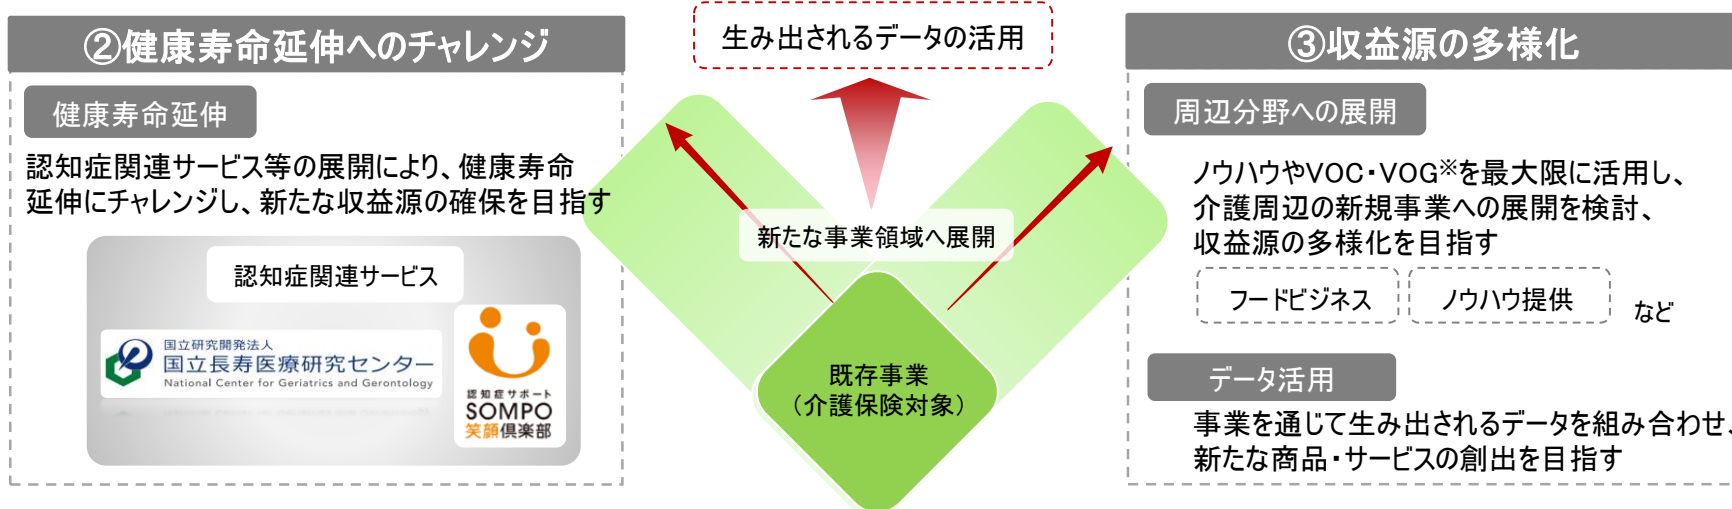 ②健康寿命延伸へのチャレンジ
健康寿命延伸
認知症関連サービス等の展開により、健康寿命
延伸にチャレンジし、新たな収益源の確保を目指す
認知症関連サービス
国立研究開発法人
国立長寿医療研究センター
National Center for Geriatrics and Gerontology
認知症サポート
SOMPO
笑顔倶楽部
生み出されるデータの活用
新たな事業領域へ展開
既存事業
（介護保険対象）
③収益源の多様化
周辺分野への展開
ノウハウやVOC・VOG※を最大限に活用し、
介護周辺の新規事業への展開を検討、
収益源の多様化を目指す
フードビジネス
ノウハウ提供
など
データ活用
事業を通じて生み出されるデータを組み合わせ、
新たな商品・サービスの創出を目指す